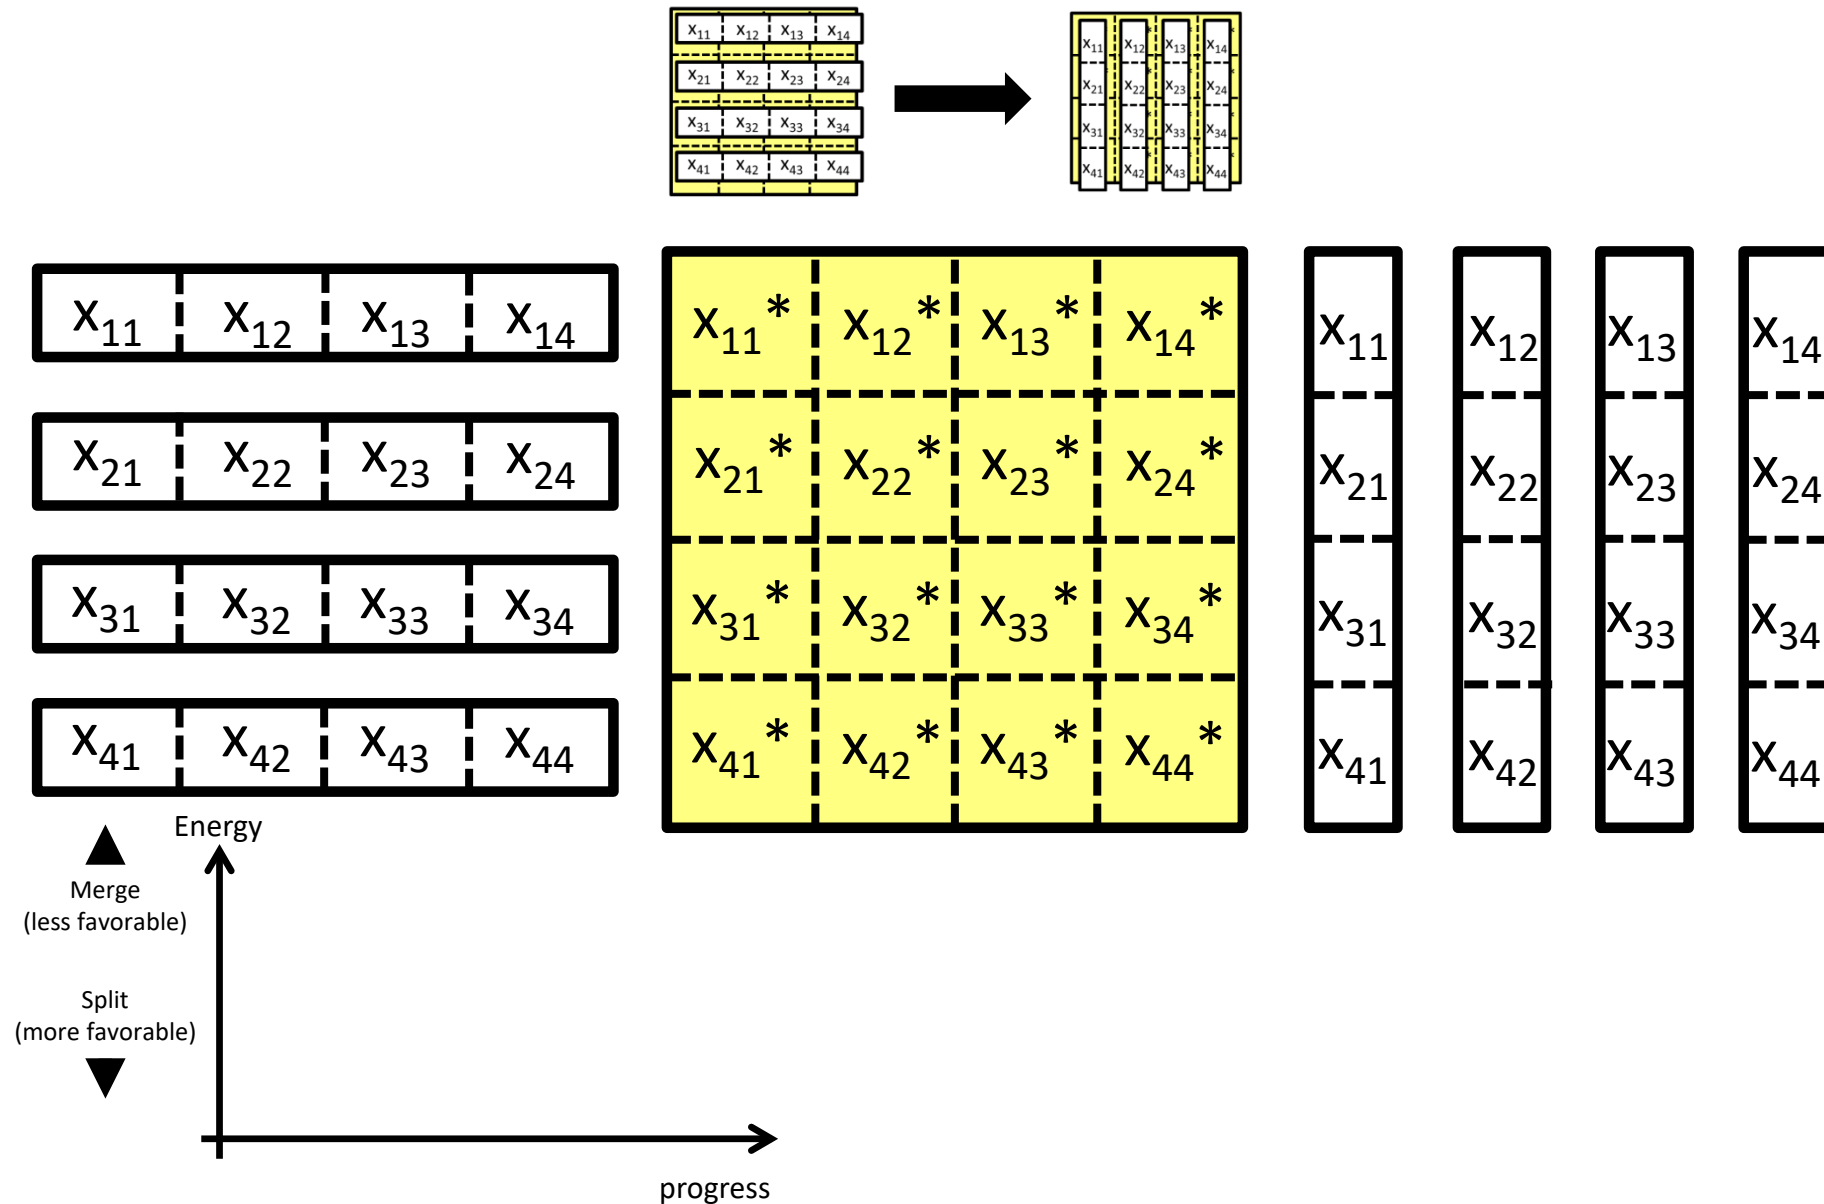 x11 x12 x13 x14
x21 x22 x23 x24
x31 x32 x33 x34
x41 x42 x43 x44
x11 x12* x13* x14*
x21* x22* x23* x24*
x31 x32* x33* x34*
x41 x42* x43* x44*
x11 x12 x13 x14
x21 x22 x23 x24
x31 x32 x33 x34
x41 x42 x43 x44
x11* x12* x13* x14*
x21* x22* x23* x24*
x31* x32* x33* x34*
x41* x42* x43* x44*
x11 x12 x13 x14
x21 x22 x23 x24
x31 x32 x33 x34
x41 x42 x43 x44
Energy
Merge
(less favorable)
Split
(more favorable)
progress